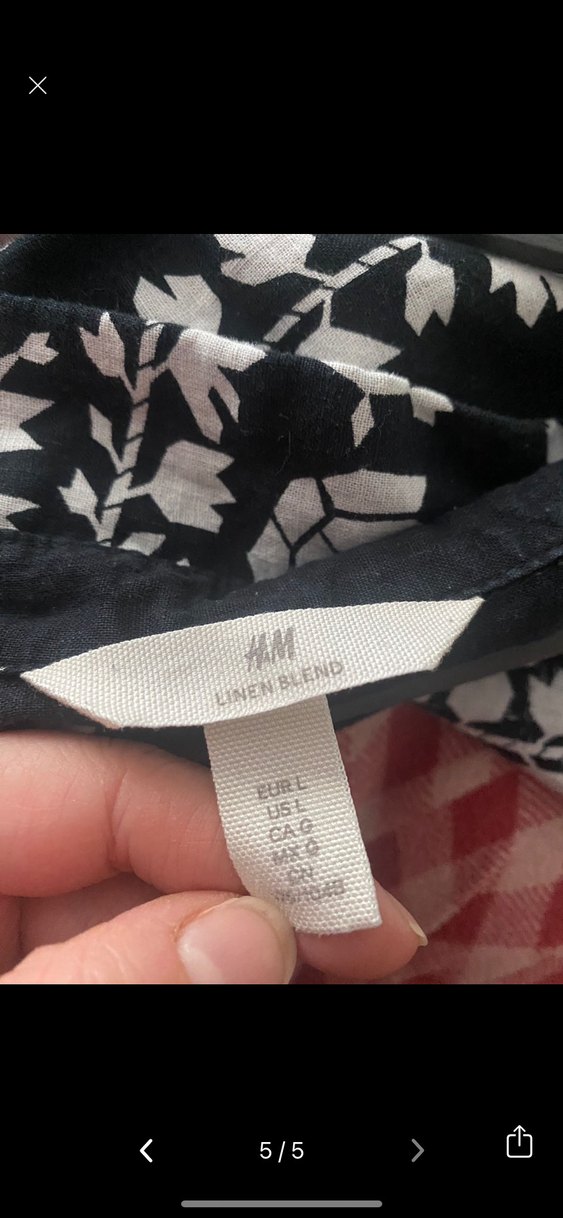 H&M
LINEN BLEND
EUR L
US L
CA G
MX G
CN
5 / 5